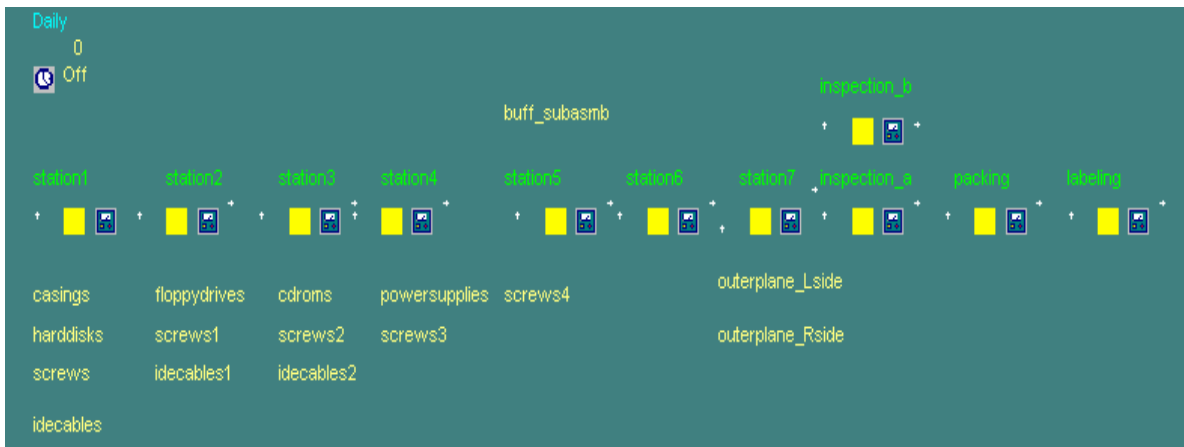 Daily
0
Off
inspection_b
buff_subasmb
station1 station2 station3 station4 station5 station6 station7 inspection_a packing labeling
casings floppydrives cdroms powersupplies screws4 outerplane_Lside
harddisks screws1 screws2 screws3 outerplane_Rside
screws idecables1 idecables2
idecables